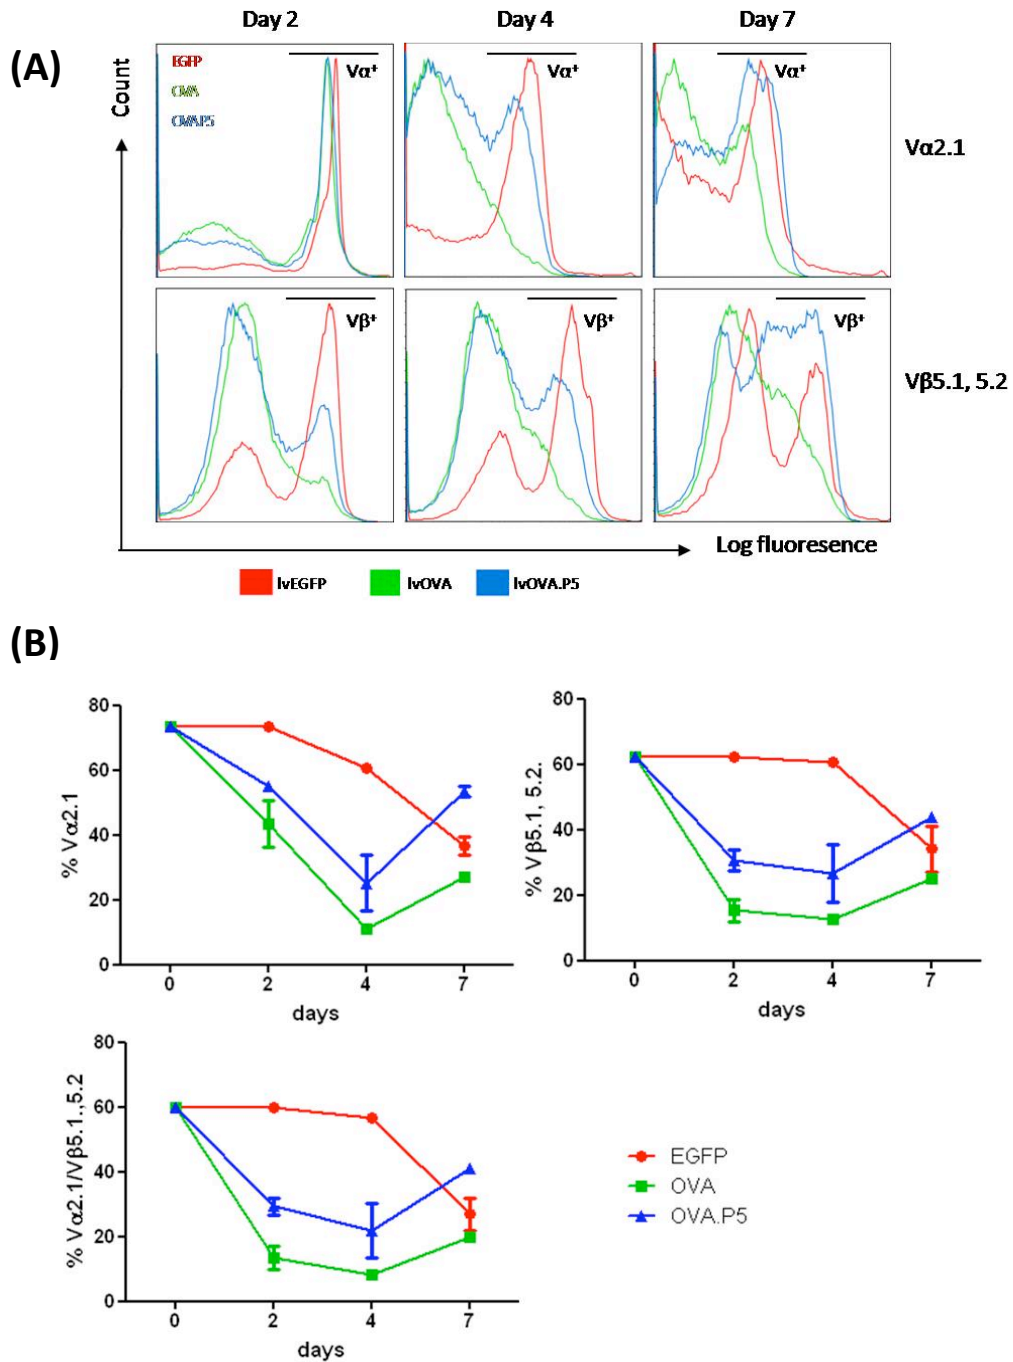 Day 2 Day 4 Day 7
(A)
Count
EGFP
OVA
OVA.P5
Vα⁺ Vα⁺ Vα⁺
Vα2.1
Vβ⁺ Vβ⁺ Vβ⁺
Vβ5.1, 5.2
Log fluoresence
lvEGFP lvOVA lvOVA.P5
(B)
% Vα2.1
80
60
40
20
0
0 2 4 7
days
% Vβ5.1, 5.2.
80
60
40
20
0
0 2 4 7
days
% Vα2.1/Vβ5.1.,5.2
80
60
40
20
0
0 2 4 7
days
EGFP
OVA
OVA.P5